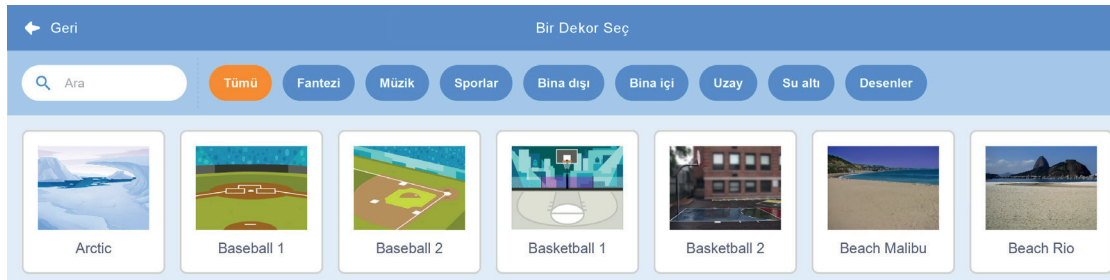 Geri
Bir Dekor Seç
Ara
Tümü Fantezi Müzik Sporlar Bina dışı Bina içi Uzay Su altı Desenler
Arctic Baseball 1 Baseball 2 Basketball 1 Basketball 2 Beach Malibu Beach Rio